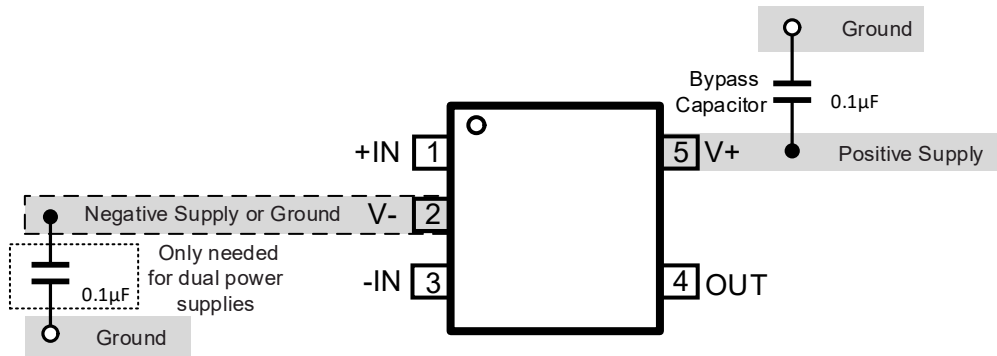 Ground
Bypass
Capacitor
0.1µF
+IN 1
5 V+
Positive Supply
Negative Supply or Ground V- 2
Only needed
for dual power
supplies
0.1µF
-IN 3
4 OUT
Ground